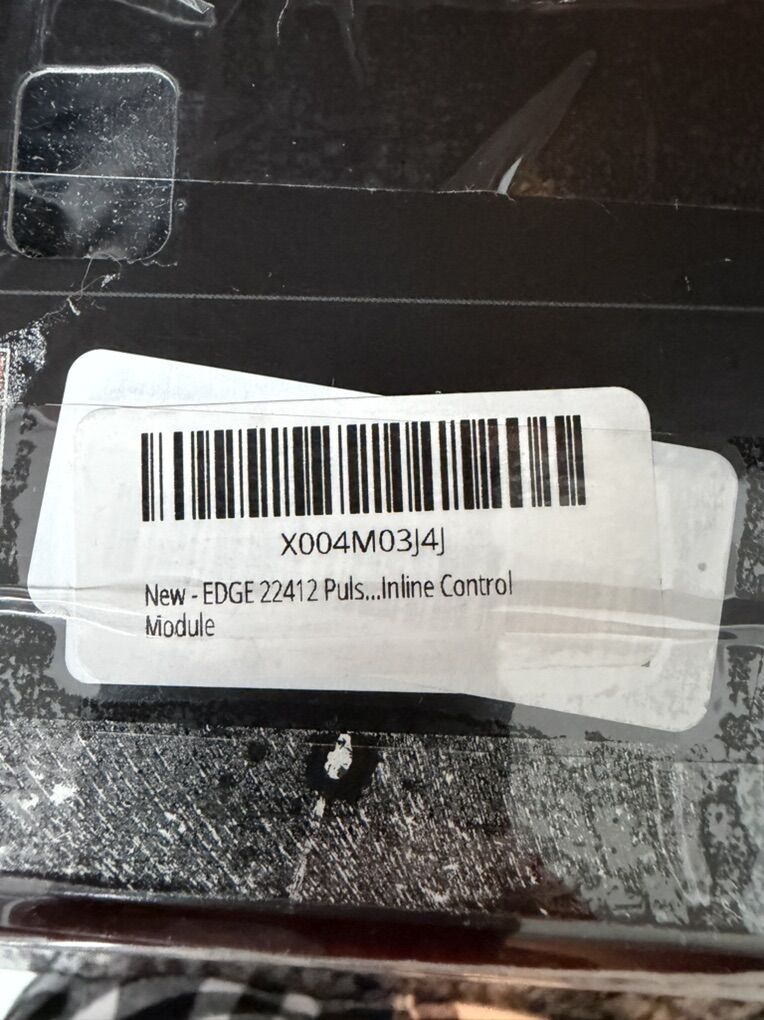 X004M03J4J
New - EDGE 22412 Puls...Inline Control
Module